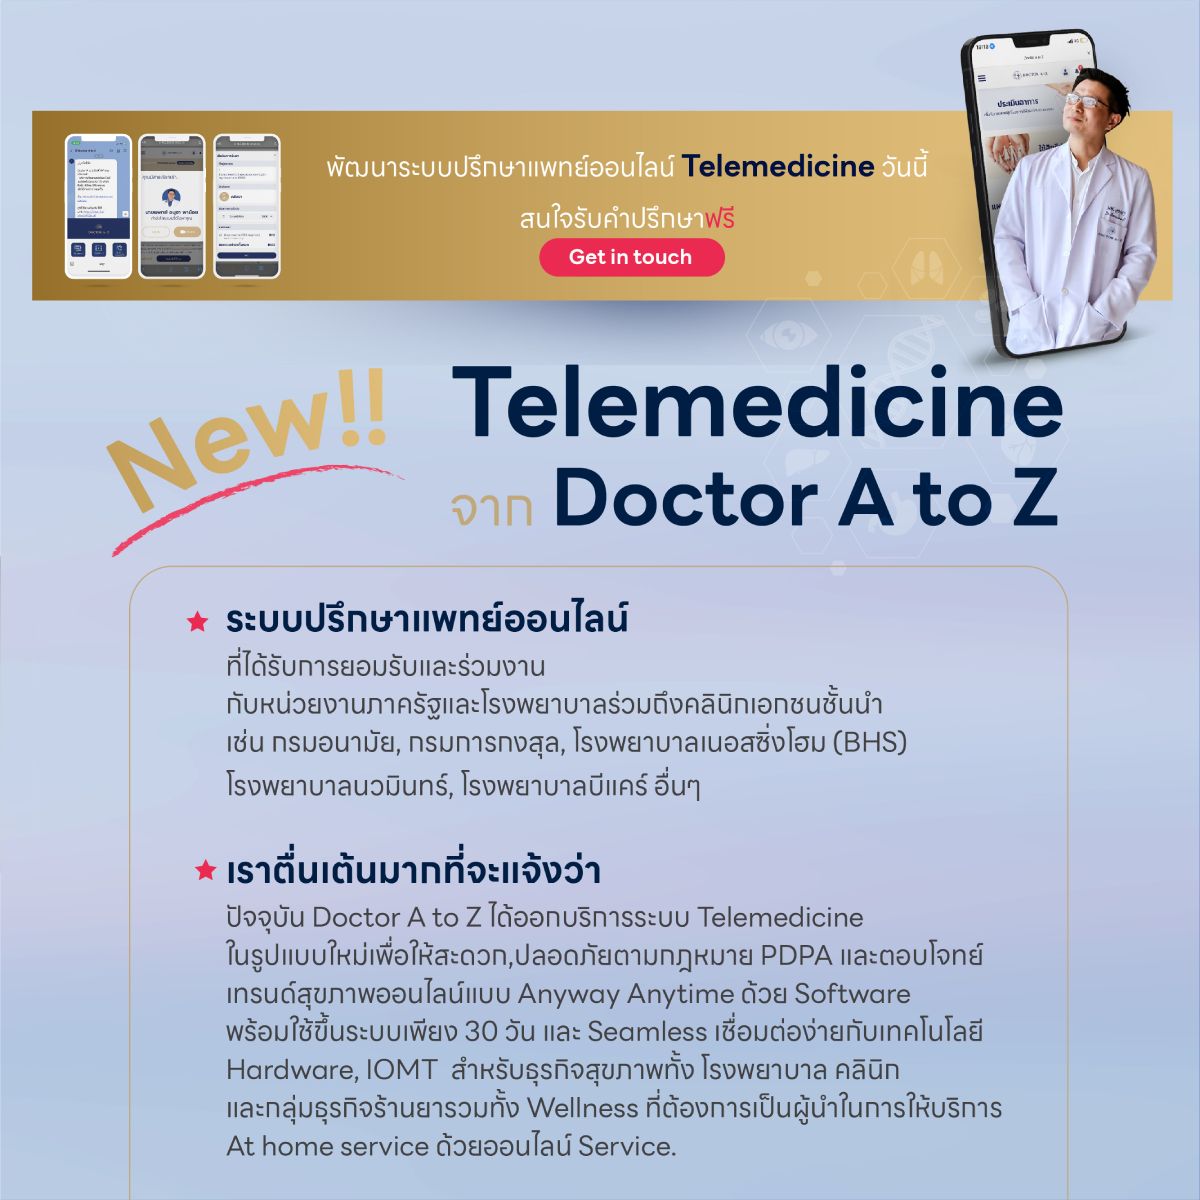 พัฒนาระบบปรึกษาแพทย์ออนไลน์ Telemedicine วันนี้
สนใจรับคำปรึกษาฟรี
Get in touch
ประเมินอาการ
DOCTOR A-Z
New!!
Telemedicine
จาก Doctor A to Z
ระบบปรึกษาแพทย์ออนไลน์
ที่ได้รับการยอมรับและร่วมงาน
กับหน่วยงานภาครัฐและโรงพยาบาลร่วมถึงคลินิกเอกชนชั้นนำ
เช่น กรมอนามัย, กรมการกงสุล, โรงพยาบาลเนอสซิ่งโฮม (BHS)
โรงพยาบาลนวมินทร์, โรงพยาบาลบีแคร์ อื่นๆ
เราตื่นเต้นมากที่จะแจ้งว่า
ปัจจุบัน Doctor A to Z ได้ออกบริการระบบ Telemedicine
ในรูปแบบใหม่เพื่อให้สะดวก,ปลอดภัยตามกฎหมาย PDPA และตอบโจทย์
เทรนด์สุขภาพออนไลน์แบบ Anyway Anytime ด้วย Software
พร้อมใช้ขึ้นระบบเพียง 30 วัน และ Seamless เชื่อมต่อง่ายกับเทคโนโลยี
Hardware, IOMT สำหรับธุรกิจสุขภาพทั้ง โรงพยาบาล คลินิก
และกลุ่มธุรกิจร้านยารวมทั้ง Wellness ที่ต้องการเป็นผู้นำในการให้บริการ
At home service ด้วยออนไลน์ Service.